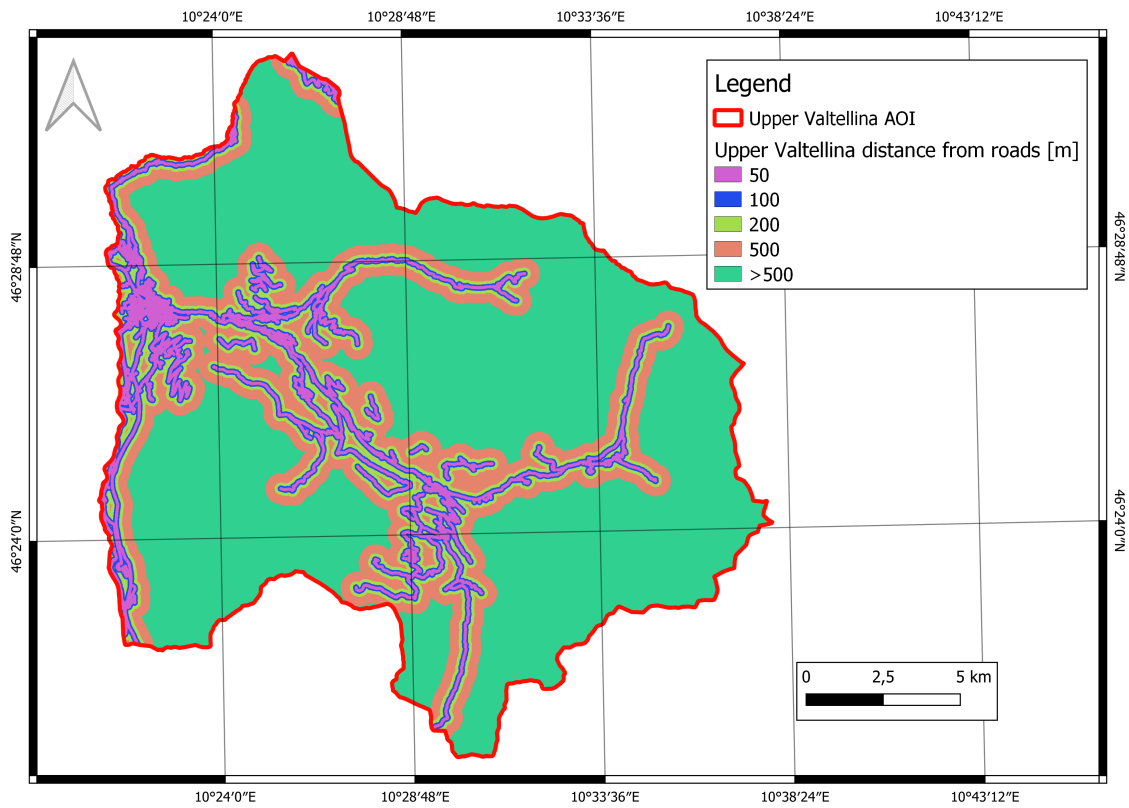 10°24′0″E 10°28′48″E 10°33′36″E 10°38′24″E 10°43′12″E
Legend
Upper Valtellina AOI
Upper Valtellina distance from roads [m]
50
100
200
500
>500
46°28′48″N
46°28′48″N
46°24′0″N
46°24′0″N
0 2,5 5 km
10°24′0″E 10°28′48″E 10°33′36″E 10°38′24″E 10°43′12″E